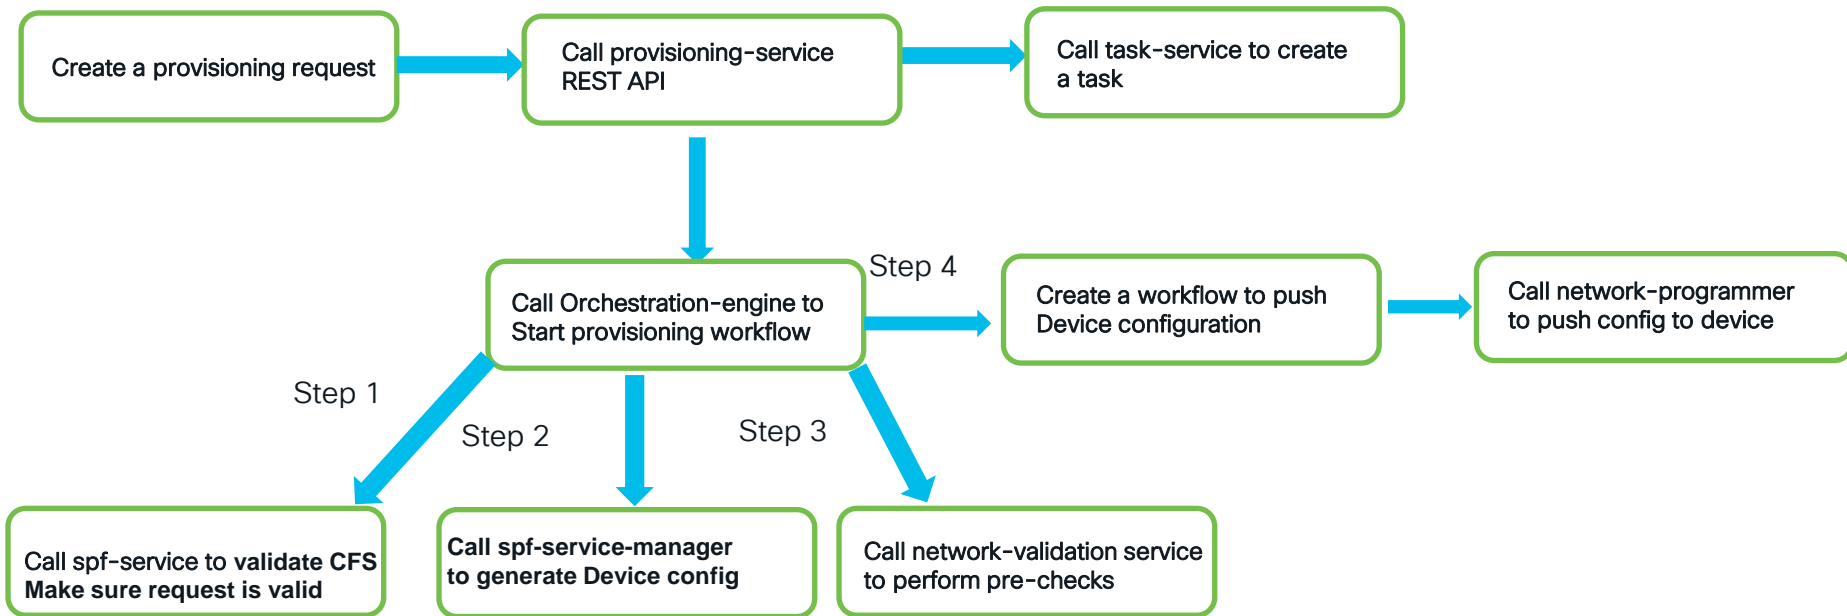 Create a provisioning request
Call provisioning-service
REST API
Call task-service to create
a task
Call Orchestration-engine to
Start provisioning workflow
Step 4
Create a workflow to push
Device configuration
Call network-programmer
to push config to device
Step 1
Step 2
Step 3
Call spf-service to validate CFS
Make sure request is valid
Call spf-service-manager
to generate Device config
Call network-validation service
to perform pre-checks